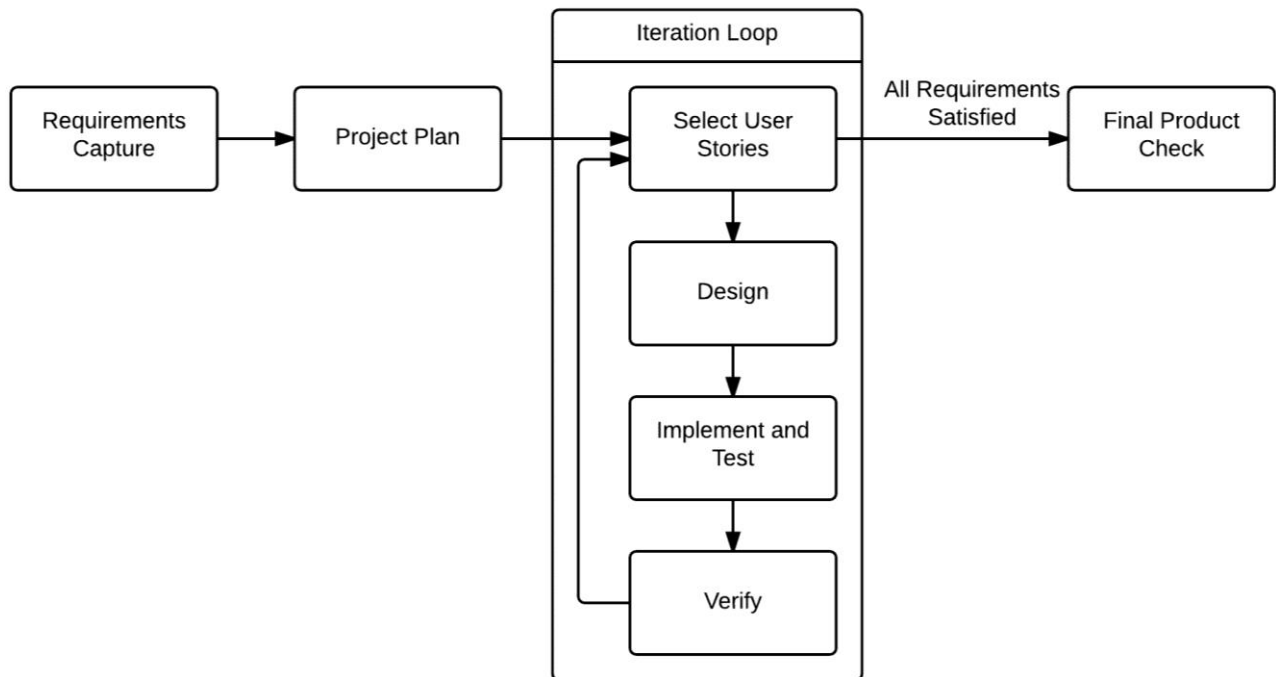 Iteration Loop
Requirements
Capture
Project Plan
Select User
Stories
All Requirements
Satisfied
Final Product
Check
Design
Implement and
Test
Verify